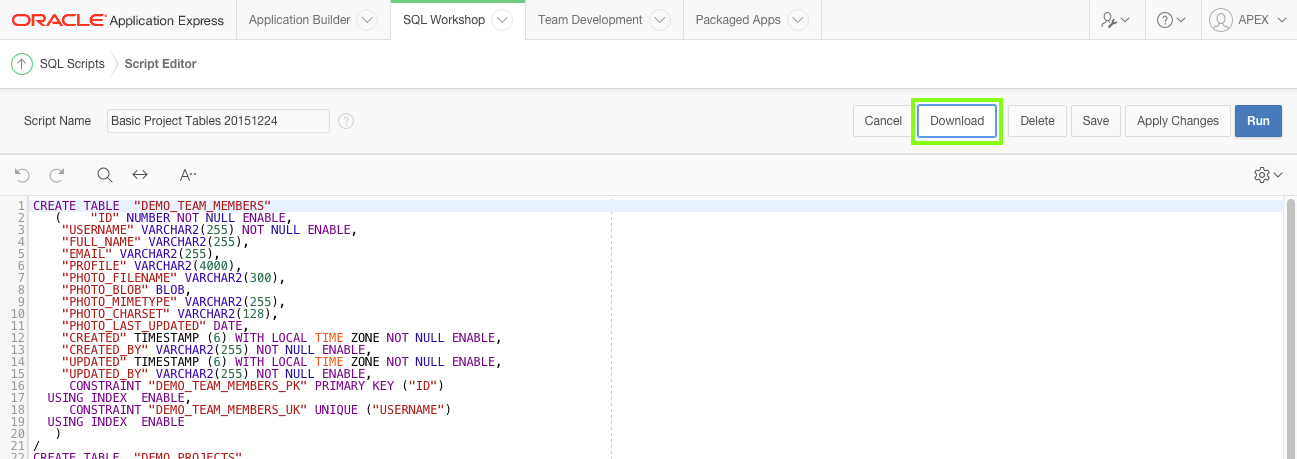 ORACLE Application Express Application Builder SQL Workshop Team Development Packaged Apps ? APEX
SQL Scripts Script Editor
Script Name Basic Project Tables 20151224 ? Cancel Download Delete Save Apply Changes Run
A
1 CREATE TABLE "DEMO_TEAM_MEMBERS"
2 ( "ID" NUMBER NOT NULL ENABLE,
3 "USERNAME" VARCHAR2(255) NOT NULL ENABLE,
4 "FULL_NAME" VARCHAR2(255),
5 "EMAIL" VARCHAR2(255),
6 "PROFILE" VARCHAR2(4000),
7 "PHOTO_FILENAME" VARCHAR2(300),
8 "PHOTO_BLOB" BLOB,
9 "PHOTO_MIMETYPE" VARCHAR2(255),
10 "PHOTO_CHARSET" VARCHAR2(128),
11 "PHOTO_LAST_UPDATED" DATE,
12 "CREATED" TIMESTAMP (6) WITH LOCAL TIME ZONE NOT NULL ENABLE,
13 "CREATED_BY" VARCHAR2(255) NOT NULL ENABLE,
14 "UPDATED" TIMESTAMP (6) WITH LOCAL TIME ZONE NOT NULL ENABLE,
15 "UPDATED_BY" VARCHAR2(255) NOT NULL ENABLE,
16 CONSTRAINT "DEMO_TEAM_MEMBERS_PK" PRIMARY KEY ("ID")
17 USING INDEX ENABLE,
18 CONSTRAINT "DEMO_TEAM_MEMBERS_UK" UNIQUE ("USERNAME")
19 USING INDEX ENABLE
20 )
21 /
22 CREATE TABLE "DEMO_PROJECTS"